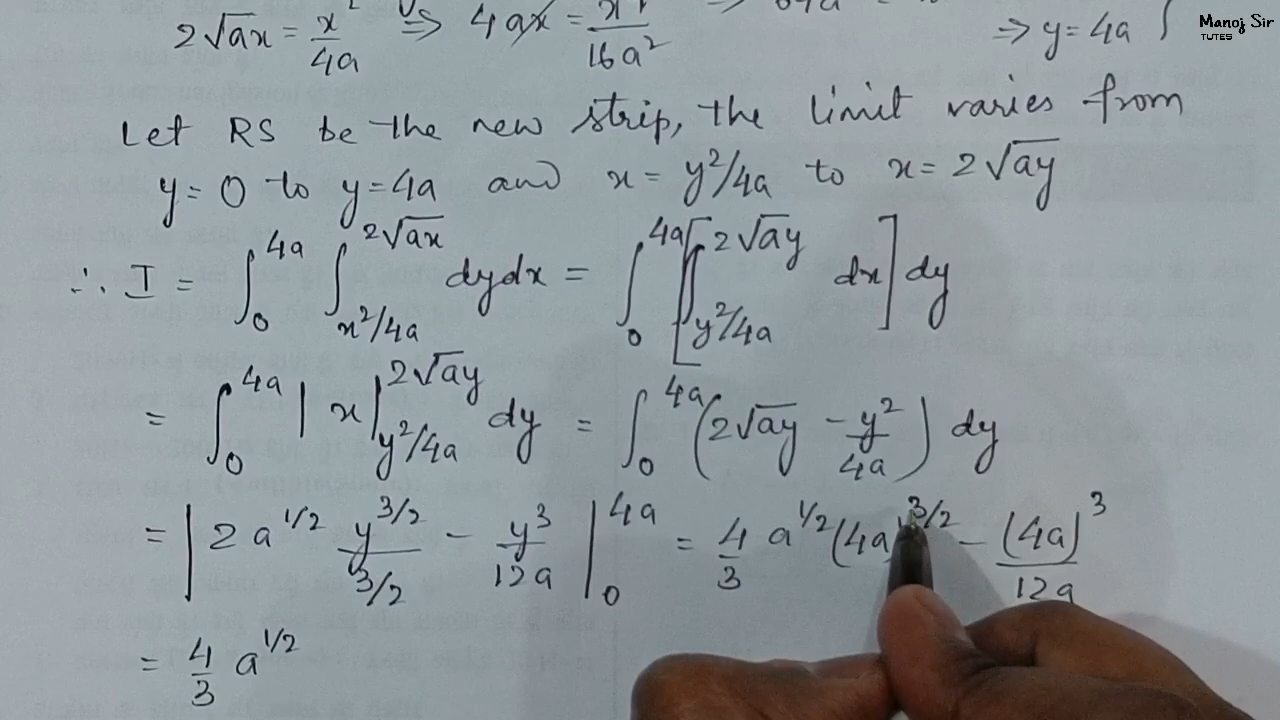 2√ax = x²/4a ⇒ 4ax = /16a² ⇒ y = 4a }
Manoj Sir
TUTES
Let RS be the new strip, the limit varies from
y = 0 to y = 4a and x = y²/4a to x = 2√ay
∴ I = ∫₀^4a ∫_{x²/4a}^{2√ax} dydx = ∫₀^4a [∫_{y²/4a}^{2√ay} dx] dy
= ∫₀^4a |x|_{y²/4a}^{2√ay} dy = ∫₀^4a (2√ay - y²/4a) dy
= |2a^1/2 y^3/2 / 3/2 - y³/12a|₀^4a = 4/3 a^1/2 (4a)^3/2 - (4a)³/12a
= 4/3 a^1/2